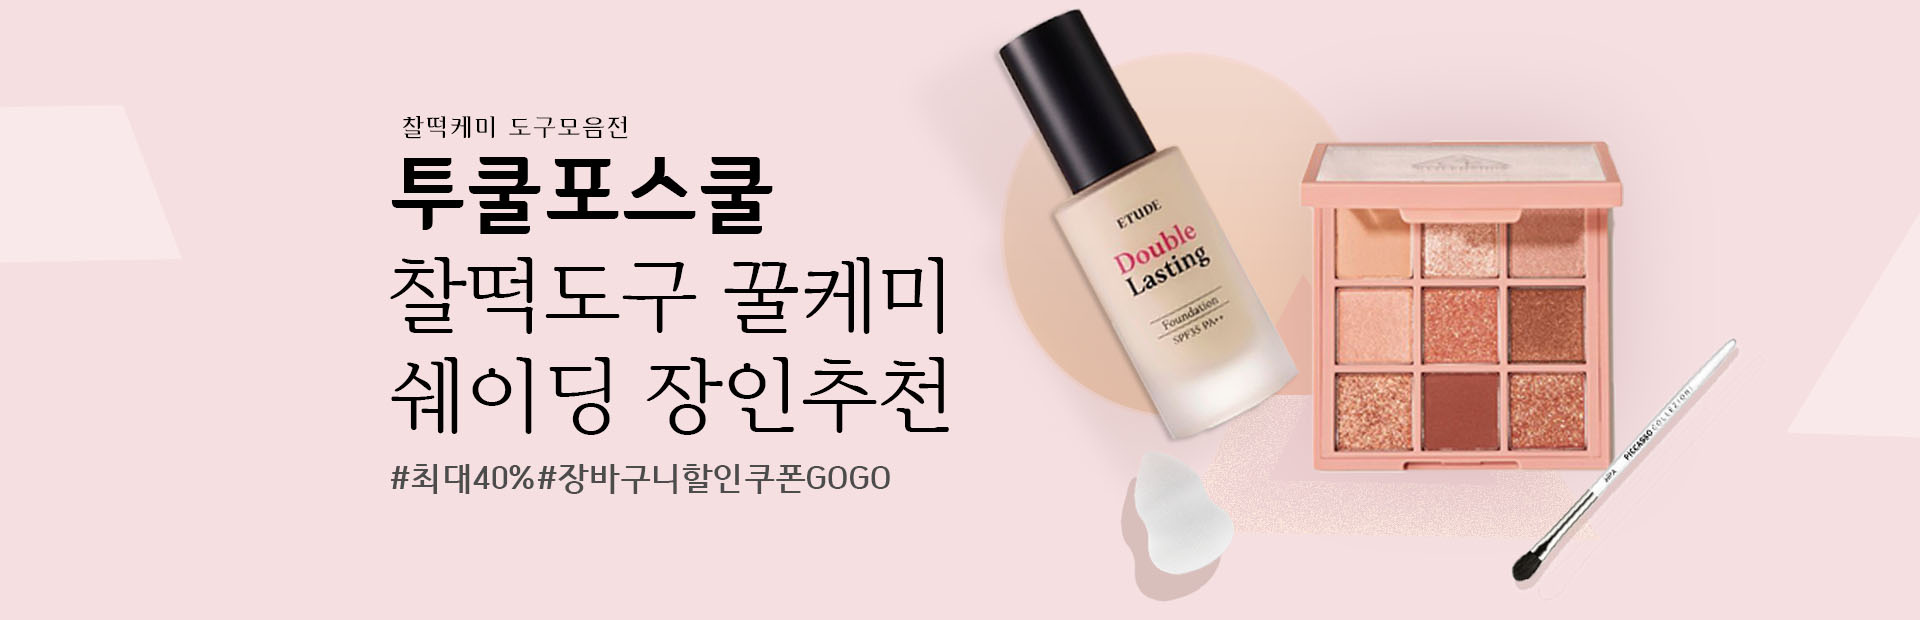 찰떡케미 도구모음전
투쿨포스쿨
찰떡도구 꿀케미
쉐이딩 장인추천
#최대40%#장바구니할인쿠폰GOGO
ETUDE
Double
Lasting
Foundation
SPF35 PA++
PICCASSO COLLEZIONI